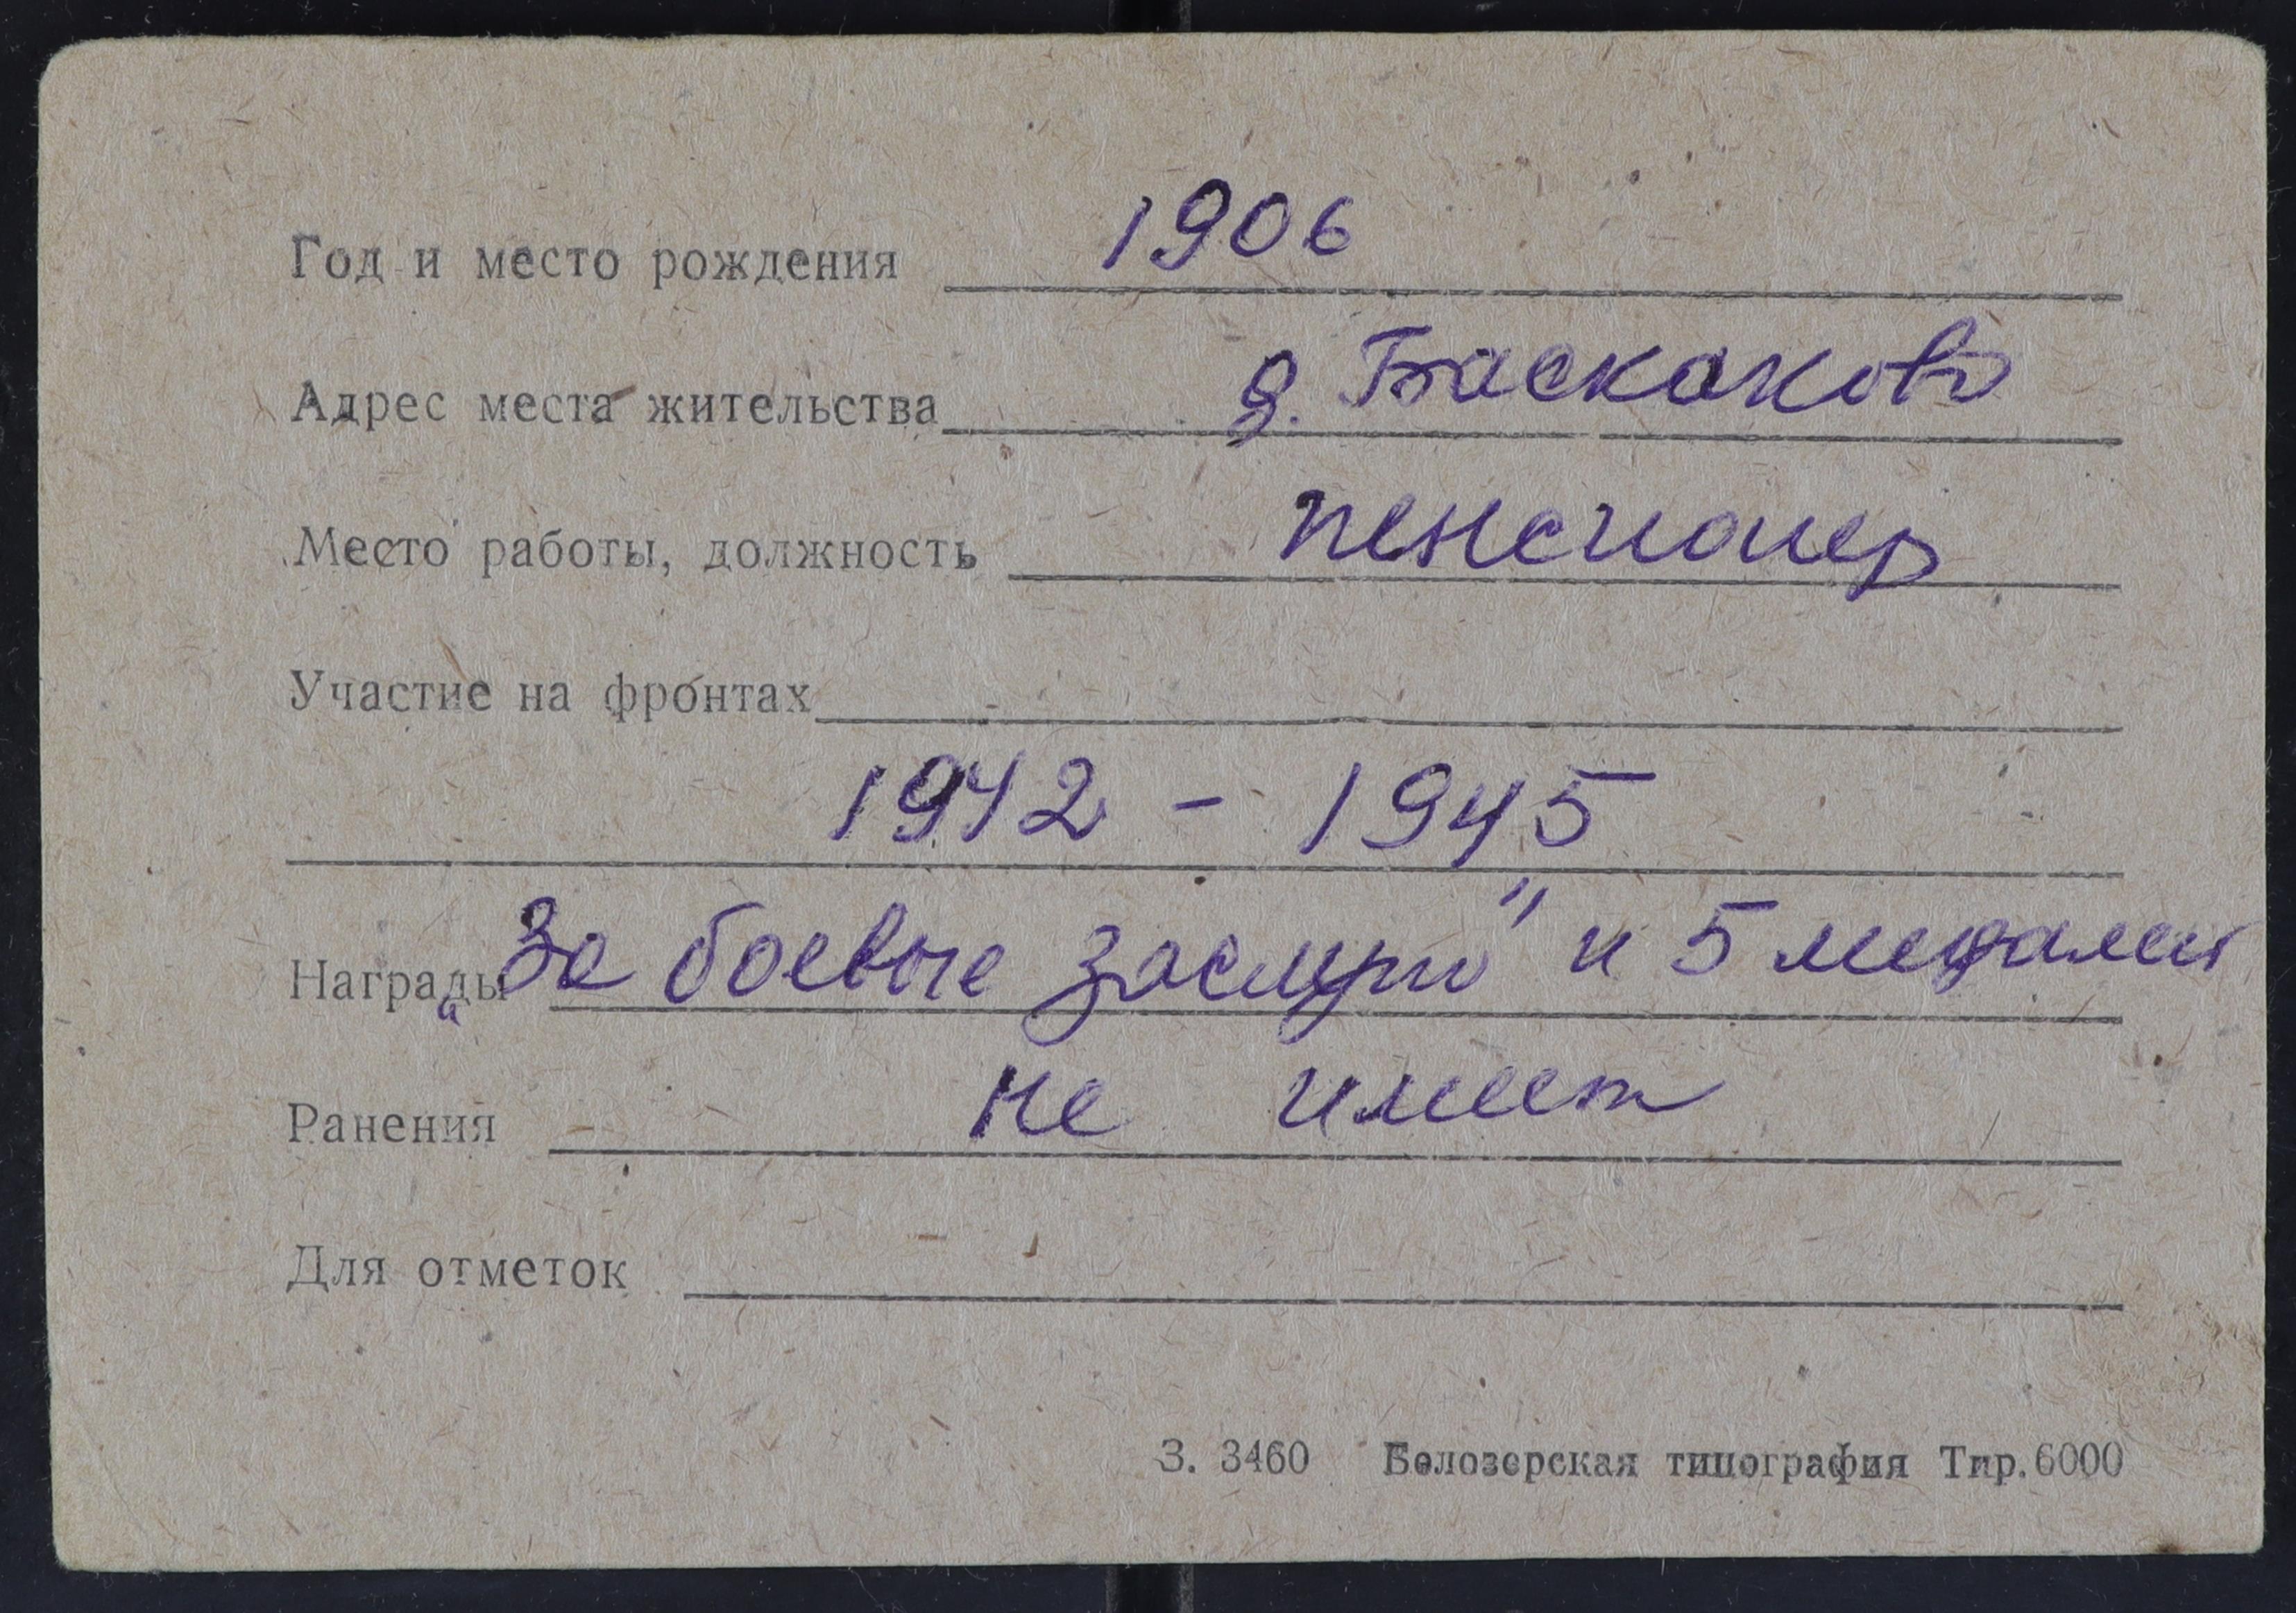 Год и место рождения 1906
Адрес места жительства д. Баскаково
Место работы, должность пенсионер
Участие на фронтах
1942 - 1945
Награды „За боевые заслуги" и 5 медалей
Ранения не имеет
Для отметок
З. 3460 Белозерская типография Тир. 6000